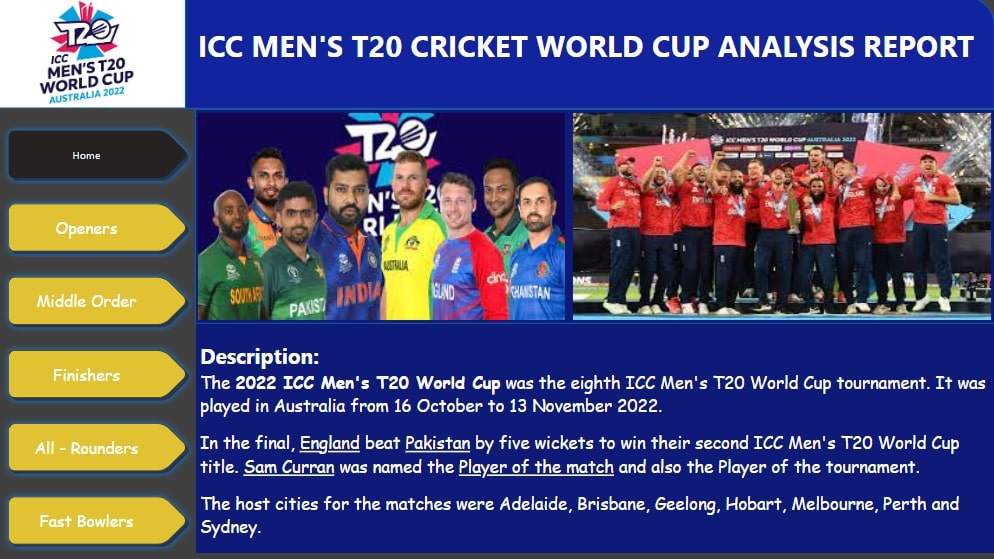 T20
ICC
MEN'S T20
WORLD CUP
AUSTRALIA 2022
ICC MEN'S T20 CRICKET WORLD CUP ANALYSIS REPORT
Home
Openers
Middle Order
Finishers
All - Rounders
Fast Bowlers
T20
PAKIST
INDIA
AUSTRALIA
GHANISTAN
ICC MEN'S T20 WORLD CUP AUSTRALIA 2022
Description:
The 2022 ICC Men's T20 World Cup was the eighth ICC Men's T20 World Cup tournament. It was
played in Australia from 16 October to 13 November 2022.
In the final, England beat Pakistan by five wickets to win their second ICC Men's T20 World Cup
title. Sam Curran was named the Player of the match and also the Player of the tournament.
The host cities for the matches were Adelaide, Brisbane, Geelong, Hobart, Melbourne, Perth and
Sydney.